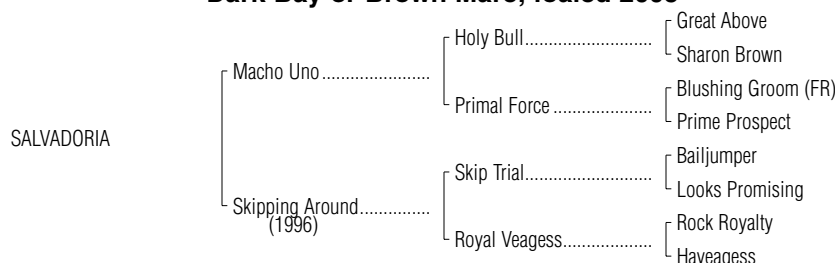 Dark Bay or Brown Mare; foaled
Great Above
Holy Bull
Sharon Brown
Macho Uno
Blushing Groom (FR)
Primal Force
Prime Prospect
SALVADORIA
Bailjumper
Skip Trial
Looks Promising
Skipping Around
(1996)
Rock Royalty
Royal Veagess
Haveagess